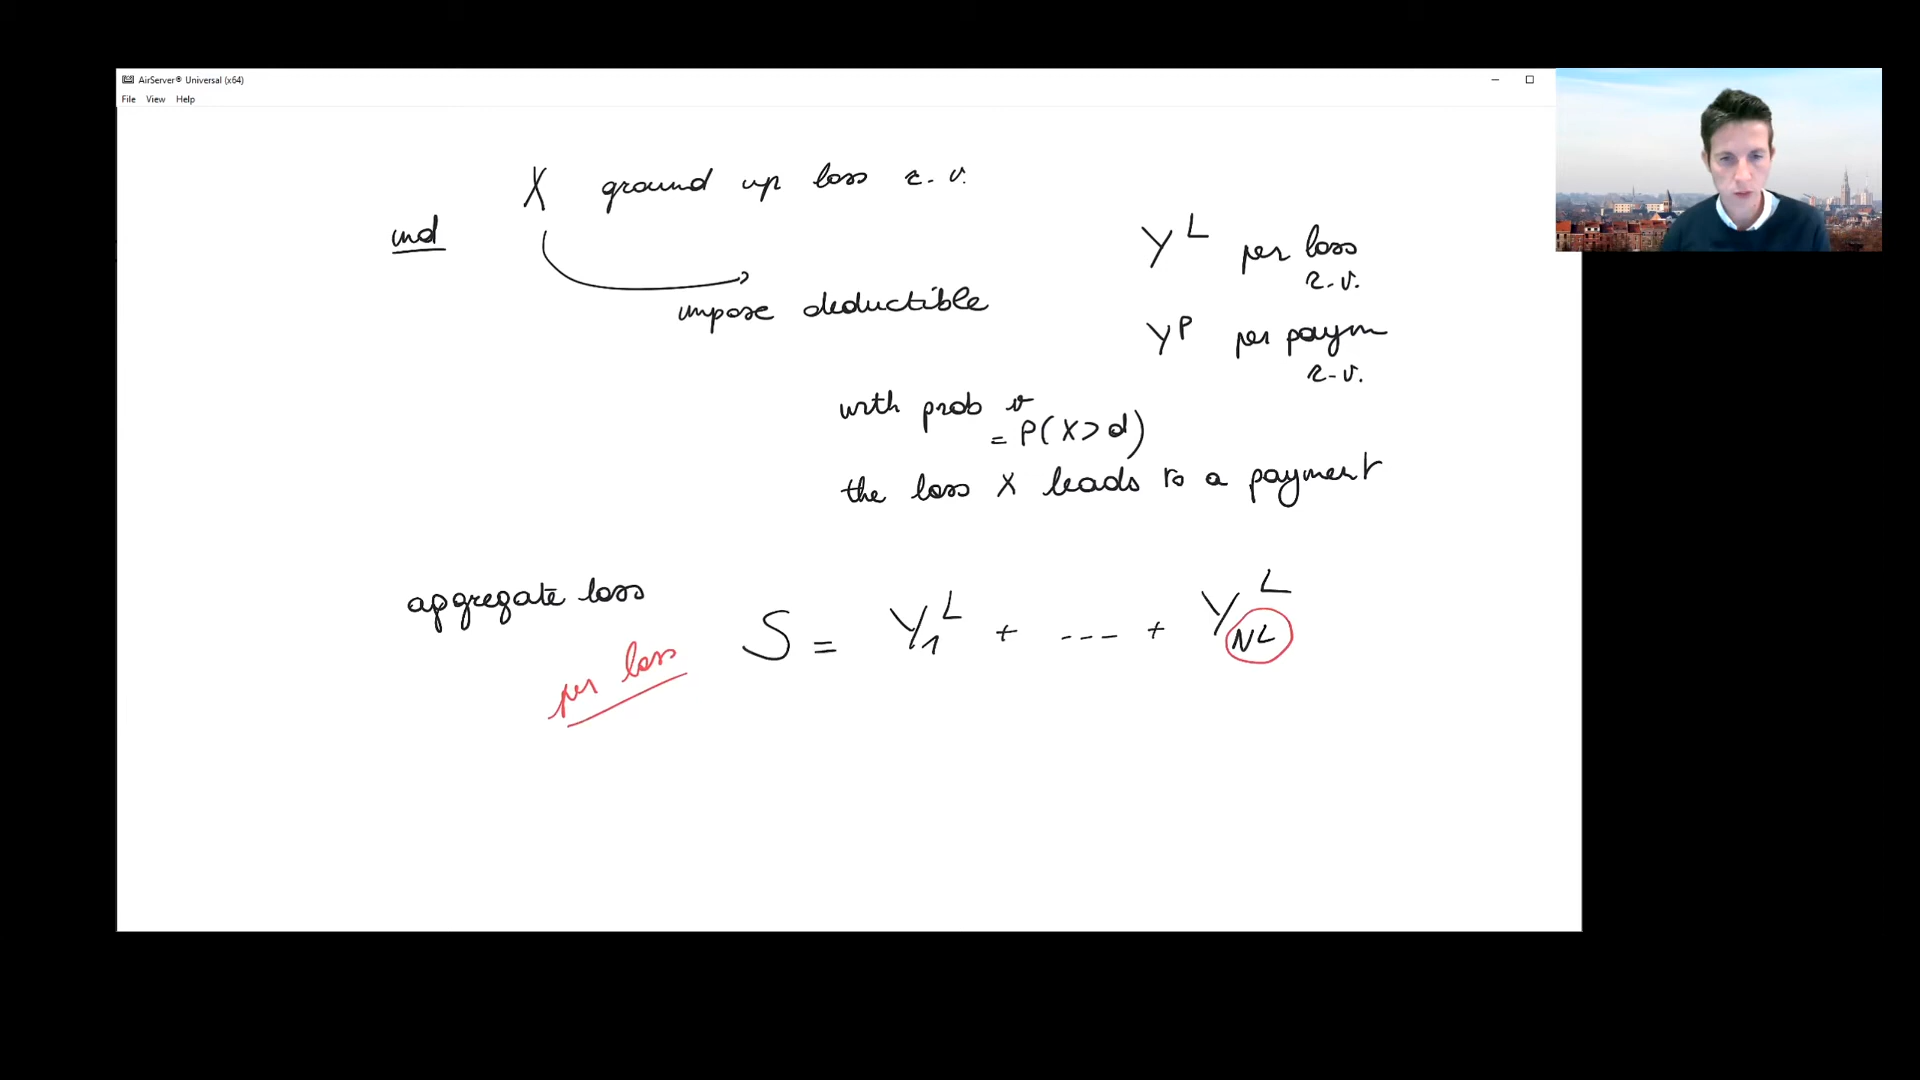 AirServer® Universal (x64)
File View Help
X ground up loss r.v.
ind
impose deductible
Y^L per loss
r.v.
Y^P per paym
r.v.
with prob v
= P(X>d)
the loss X leads to a payment
aggregate loss
per loss
S = Y_1^L + --- + Y_{N^L}^L